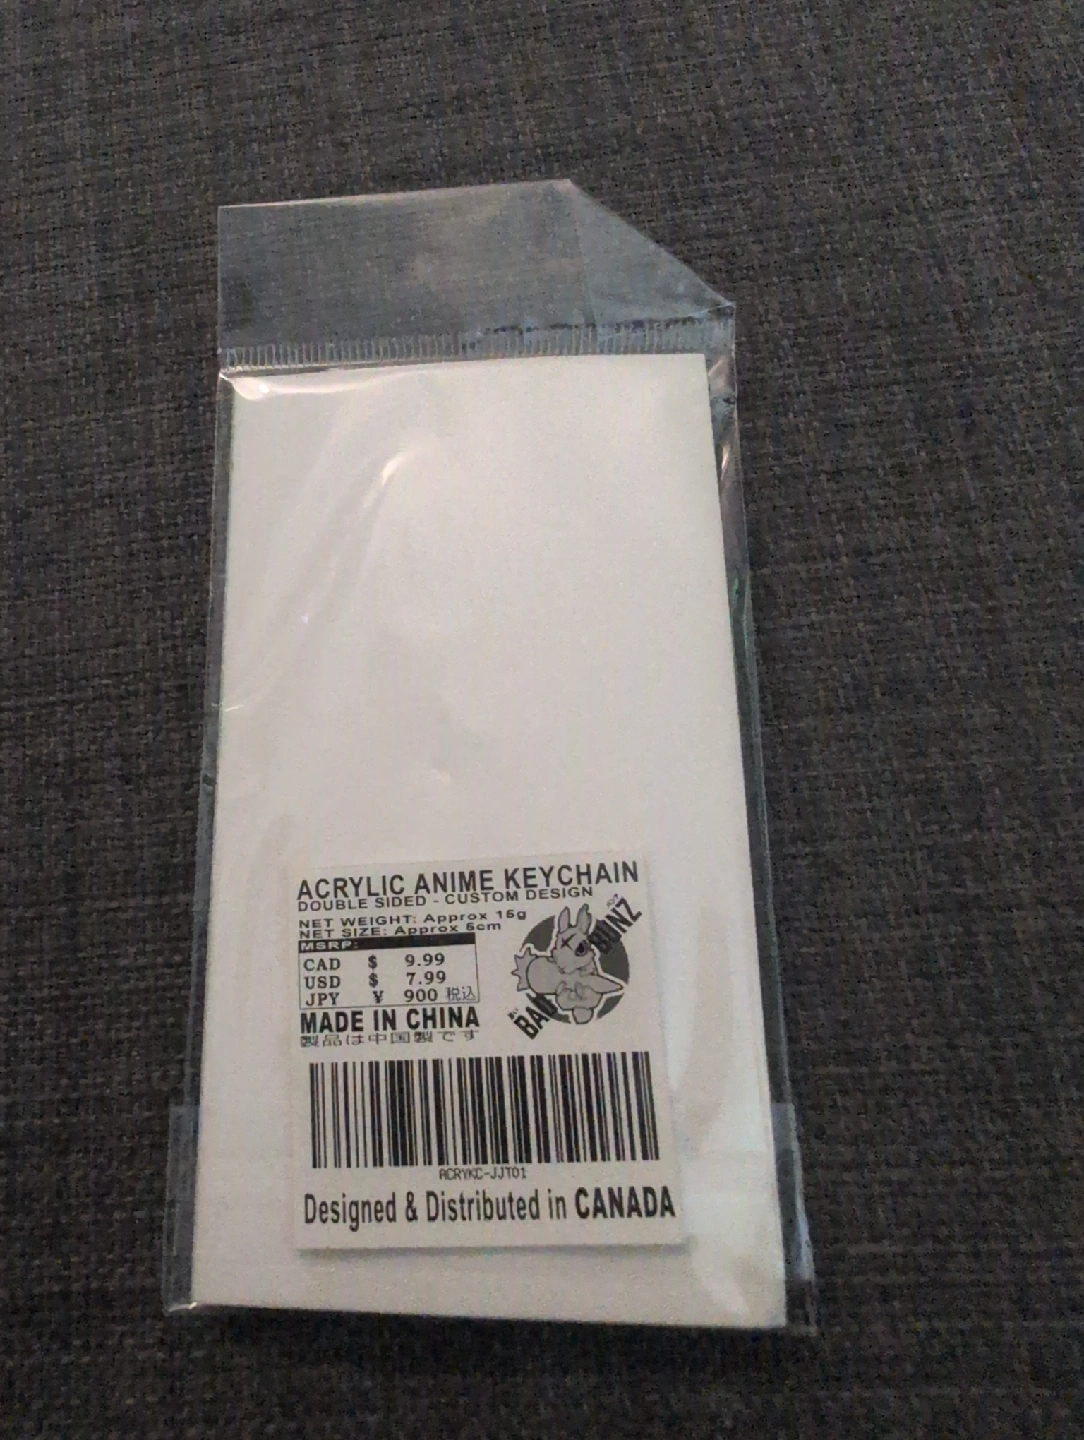 ACRYLIC ANIME KEYCHAIN
DOUBLE SIDED - CUSTOM DESIGN
NET WEIGHT: Approx 15g
NET SIZE: Approx 6cm
MSRP:
CAD $ 9.99
USD $ 7.99
JPY ¥ 900 税込
MADE IN CHINA
製品は中国製です
BAD
BUNZ
ACRYKC-JJT01
Designed & Distributed in CANADA